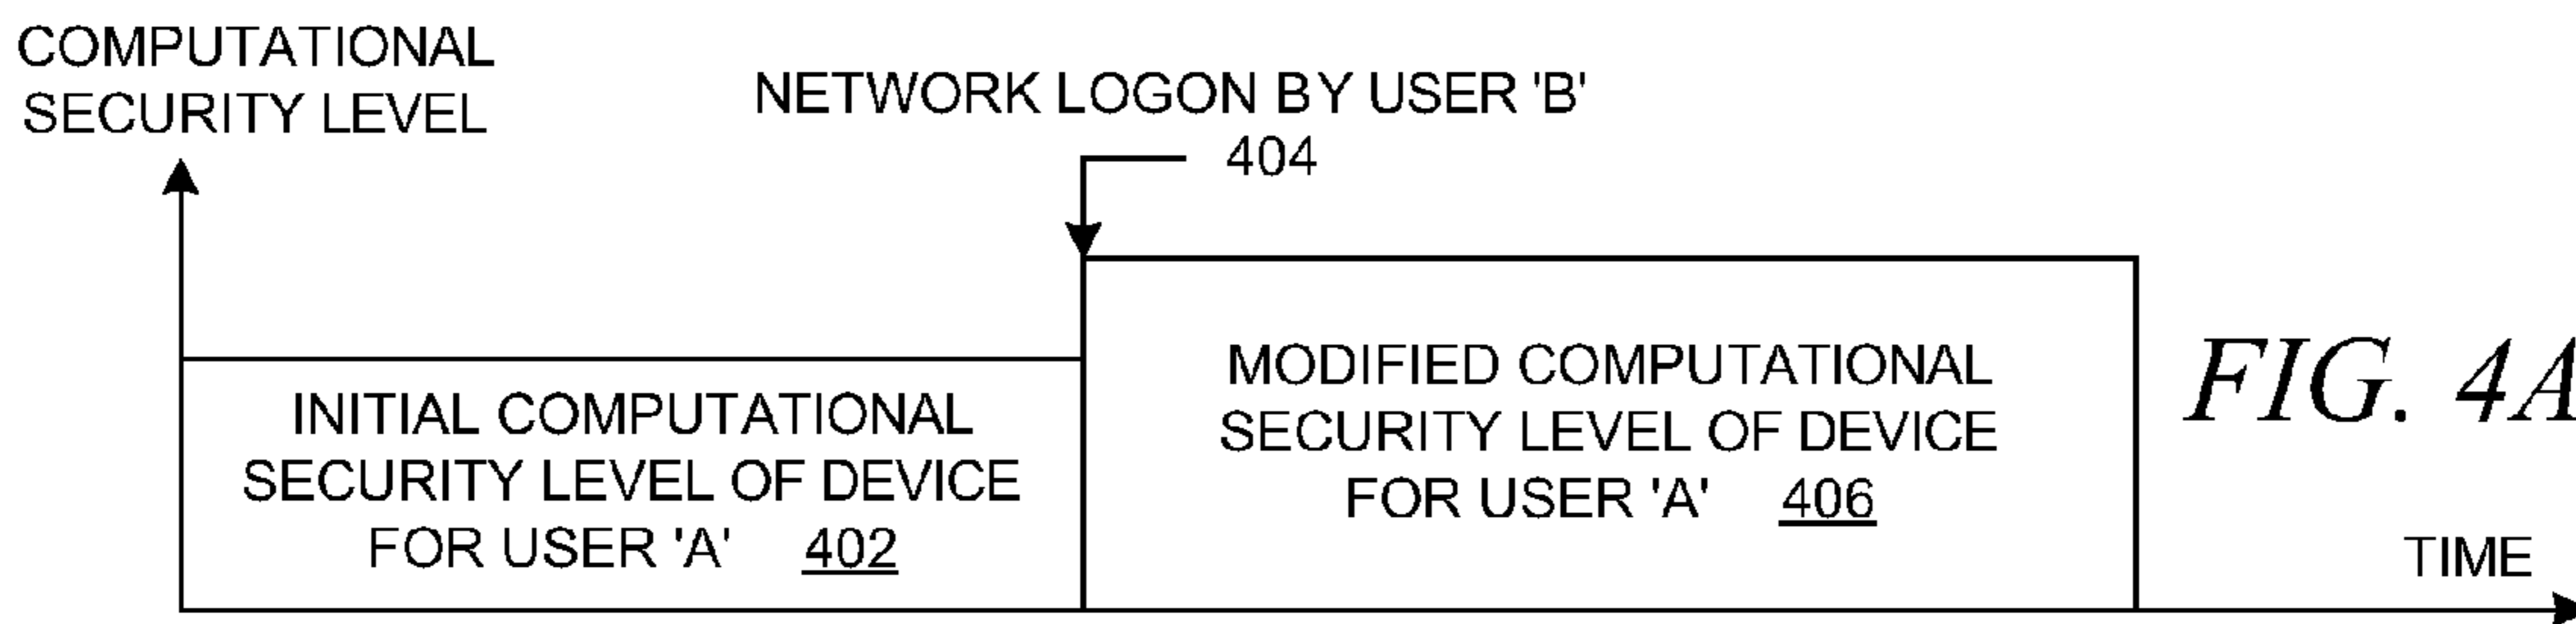 COMPUTATIONAL
SECURITY LEVEL
NETWORK LOGON BY USER 'B'
404
INITIAL COMPUTATIONAL
SECURITY LEVEL OF DEVICE
FOR USER 'A' 402
MODIFIED COMPUTATIONAL
SECURITY LEVEL OF DEVICE
FOR USER 'A' 406
TIME
FIG. 4A